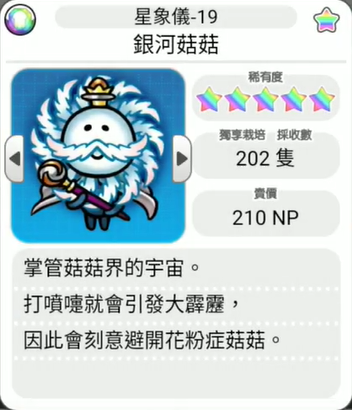 星象儀-19
銀河菇菇
稀有度
獨享栽培 採收數
202 隻
賣價
210 NP
掌管菇菇界的宇宙。
打噴嚏就會引發大霹靂，
因此會刻意避開花粉症菇菇。